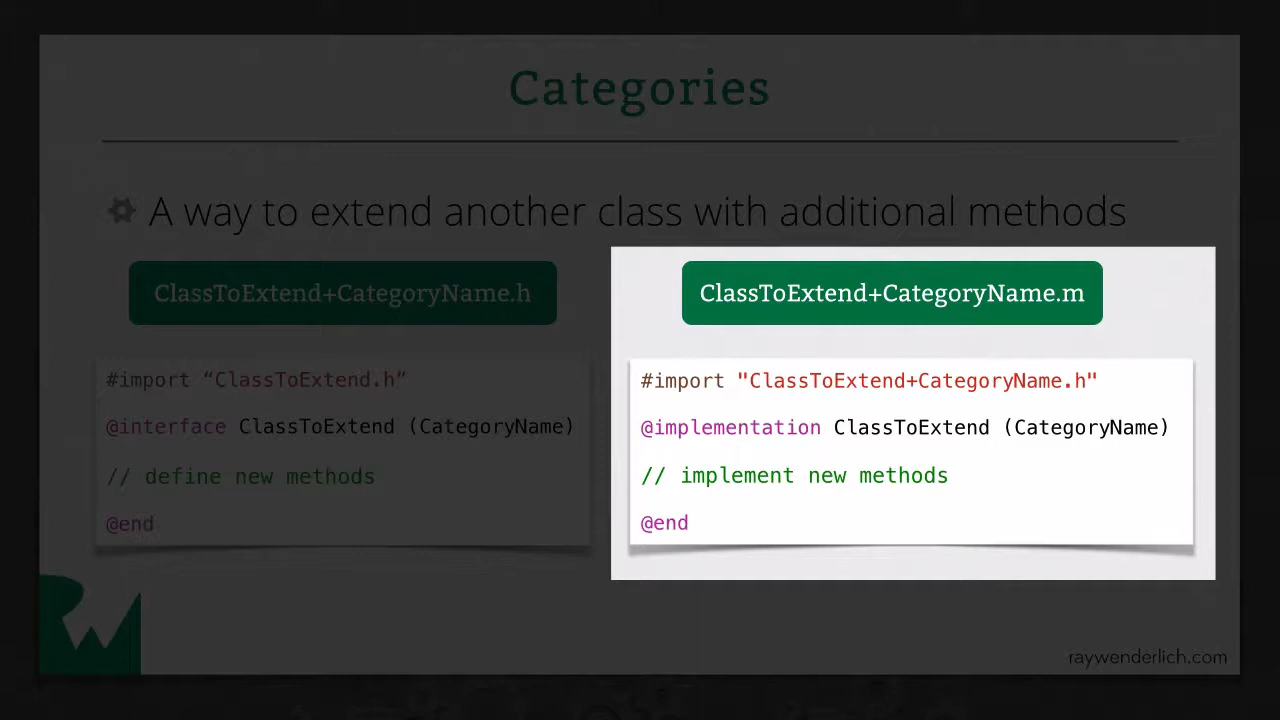 Categories
A way to extend another class with additional methods
ClassToExtend+CategoryName.h
#import “ClassToExtend.h”
@interface ClassToExtend (CategoryName)
// define new methods
@end
ClassToExtend+CategoryName.m
#import "ClassToExtend+CategoryName.h"
@implementation ClassToExtend (CategoryName)
// implement new methods
@end
raywenderlich.com